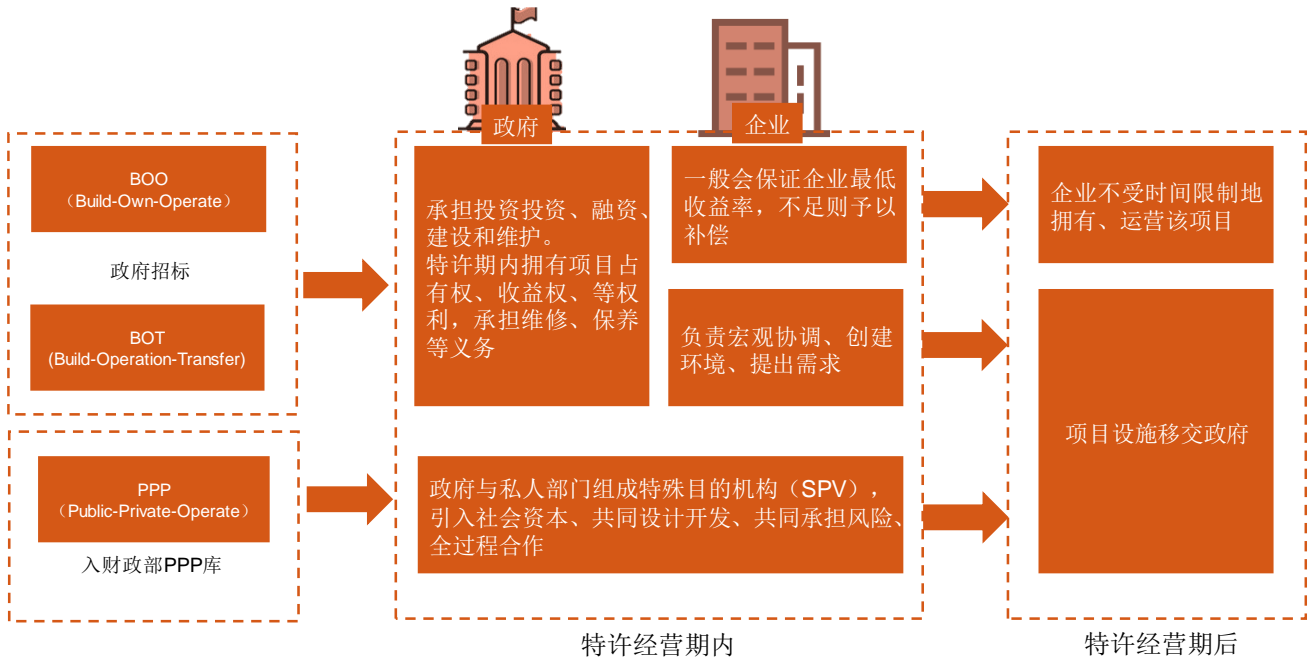 政府
企业
BOO
（Build-Own-Operate）
政府招标
BOT
(Build-Operation-Transfer)
PPP
（Public-Private-Operate）
入财政部PPP库
承担投资投资、融资、
建设和维护。
特许期内拥有项目占
有权、收益权、等权
利，承担维修、保养
等义务
一般会保证企业最低
收益率，不足则予以
补偿
负责宏观协调、创建
环境、提出需求
政府与私人部门组成特殊目的机构（SPV），
引入社会资本、共同设计开发、共同承担风险、
全过程合作
企业不受时间限制地
拥有、运营该项目
项目设施移交政府
特许经营期内
特许经营期后